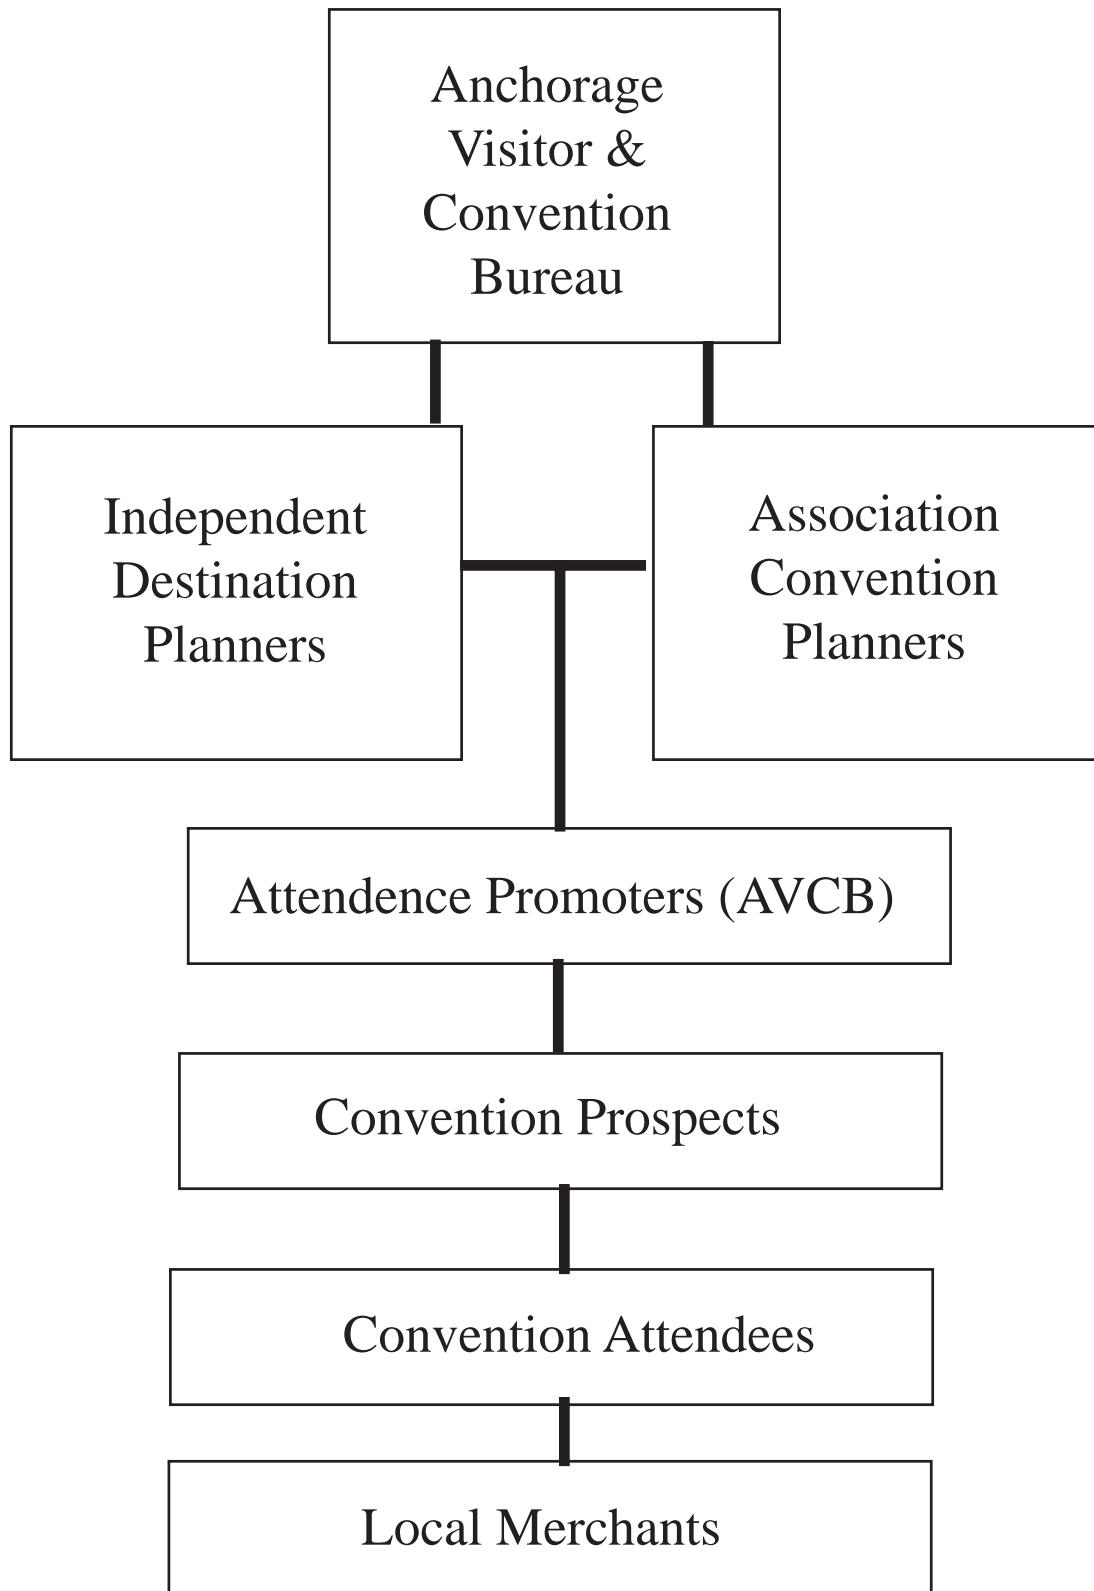 Anchorage
Visitor &
Convention
Bureau
Independent
Destination
Planners
Association
Convention
Planners
Attendence Promoters (AVCB)
Convention Prospects
Convention Attendees
Local Merchants